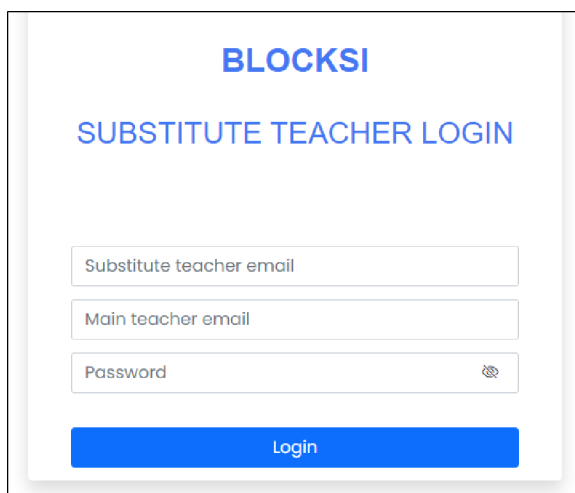 BLOCKSI
SUBSTITUTE TEACHER LOGIN
Substitute teacher email
Main teacher email
Password
Login